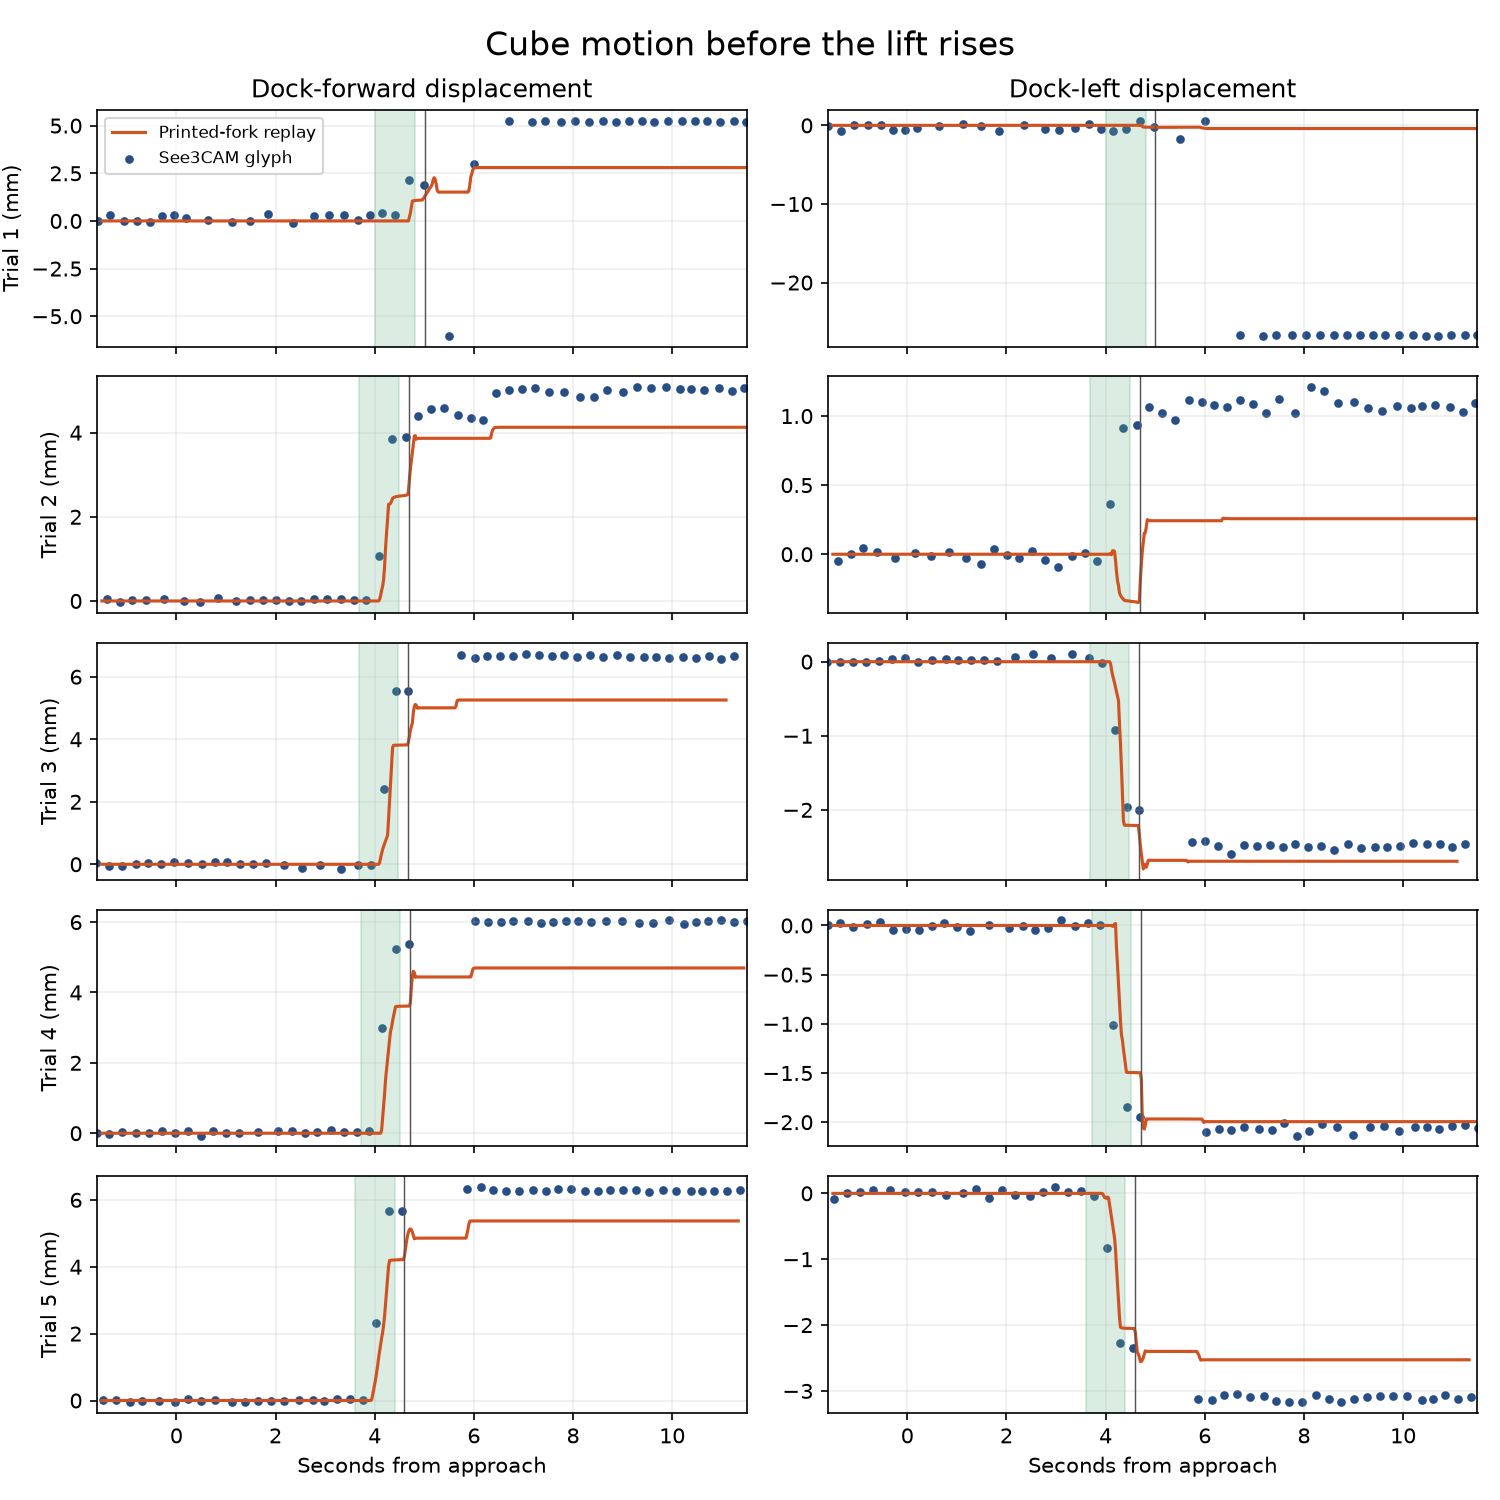 Cube motion before the lift rises
Dock-forward displacement
Dock-left displacement
Printed-fork replay
See3CAM glyph
Trial 1 (mm)
5.0
2.5
0.0
−2.5
−5.0
0
−10
−20
Trial 2 (mm)
4
2
0
1.0
0.5
0.0
Trial 3 (mm)
6
4
2
0
0
−1
−2
Trial 4 (mm)
6
4
2
0
0.0
−0.5
−1.0
−1.5
−2.0
Trial 5 (mm)
6
4
2
0
0
−1
−2
−3
0 2 4 6 8 10
0 2 4 6 8 10
Seconds from approach
Seconds from approach